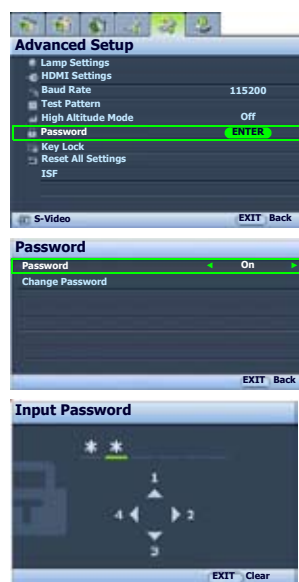 Advanced Setup
Lamp Settings
HDMI Settings
Baud Rate 115200
Test Pattern
High Altitude Mode Off
Password ENTER
Key Lock
Reset All Settings
ISF
S-Video EXIT Back
Password
Password On
Change Password
EXIT Back
Input Password
* *
1
4 2
3
EXIT Clear